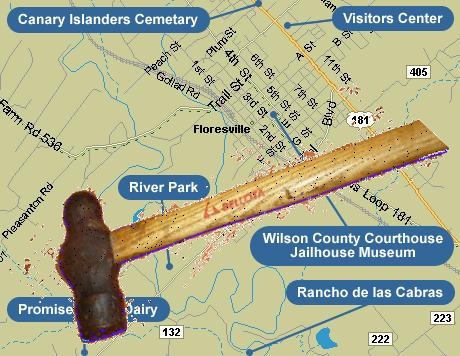 Canary Islanders Cemetary
Visitors Center
Peach St
Plum St
4th St
6th St
A St
B
8th St
11th St
405
Goliad Rd
1st St
Trail St
3rd St
5th St
7th St
Blvd
181
Farm Rd 536
Floresville
2nd St
Pleasanton Rd
River Park
BELLOTA
Loop 181
Wilson County Courthouse
Jailhouse Museum
Rancho de las Cabras
Promise Dairy
132
222
223